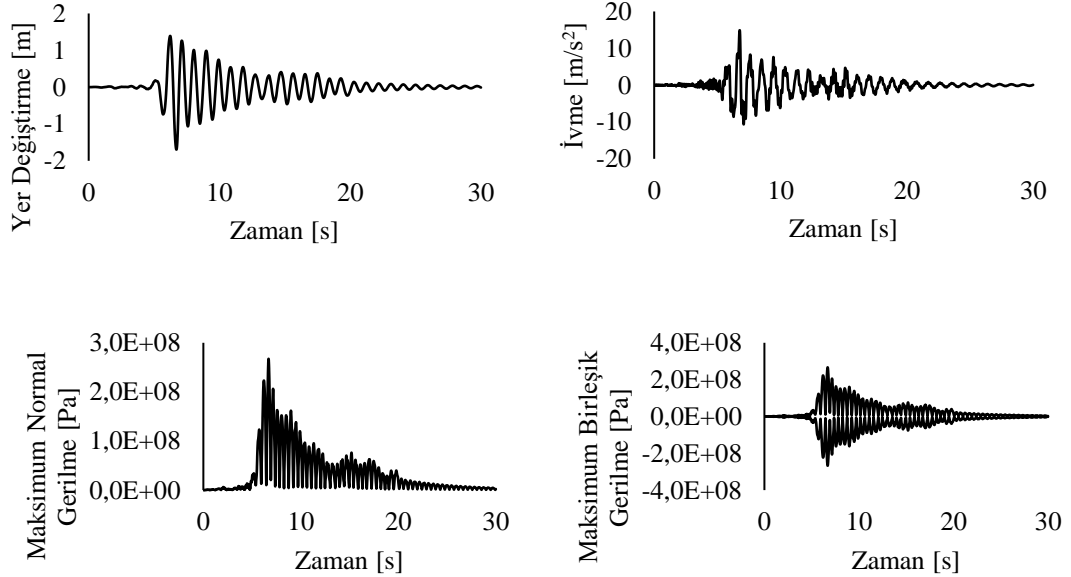 Yer Değiştirme [m]
2
1
0
-1
-2
0 10 20 30
Zaman [s]
İvme [m/s²]
20
10
0
-10
-20
0 10 20 30
Zaman [s]
Maksimum Normal
Gerilme [Pa]
3,0E+08
2,0E+08
1,0E+08
0,0E+00
0 10 20 30
Zaman [s]
Maksimum Birleşik
Gerilme [Pa]
4,0E+08
2,0E+08
0,0E+00
-2,0E+08
-4,0E+08
0 10 20 30
Zaman [s]